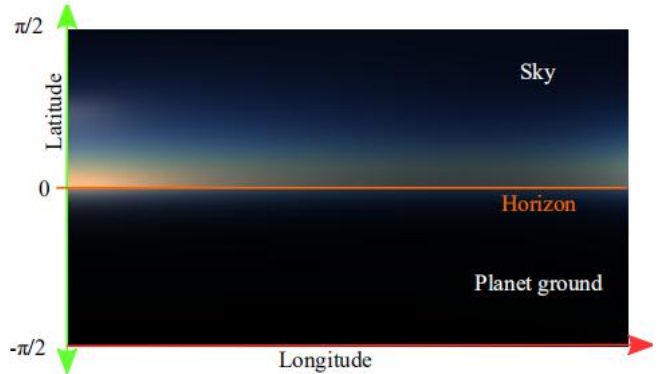 π/2
Sky
Latitude
0
Horizon
Planet ground
-π/2
Longitude